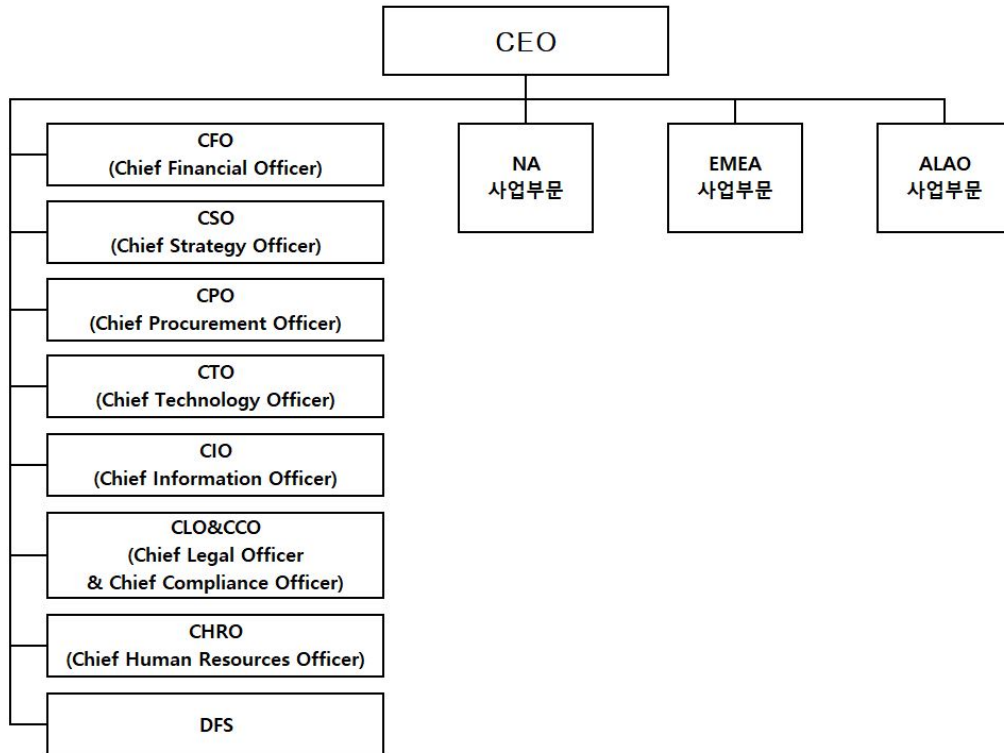 CEO
CFO
(Chief Financial Officer)
CSO
(Chief Strategy Officer)
CPO
(Chief Procurement Officer)
CTO
(Chief Technology Officer)
CIO
(Chief Information Officer)
CLO&CCO
(Chief Legal Officer
& Chief Compliance Officer)
CHRO
(Chief Human Resources Officer)
DFS
NA
사업부문
EMEA
사업부문
ALAO
사업부문